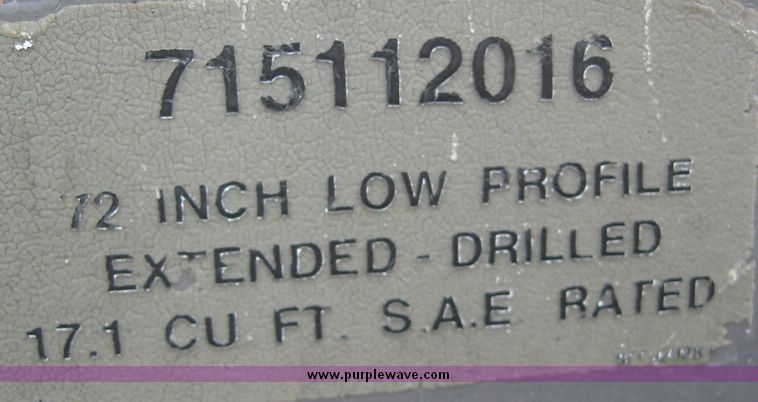 715112016
72 INCH LOW PROFILE
EXTENDED - DRILLED
17.1 CU FT. S.A.E. RATED
www.purplewave.com